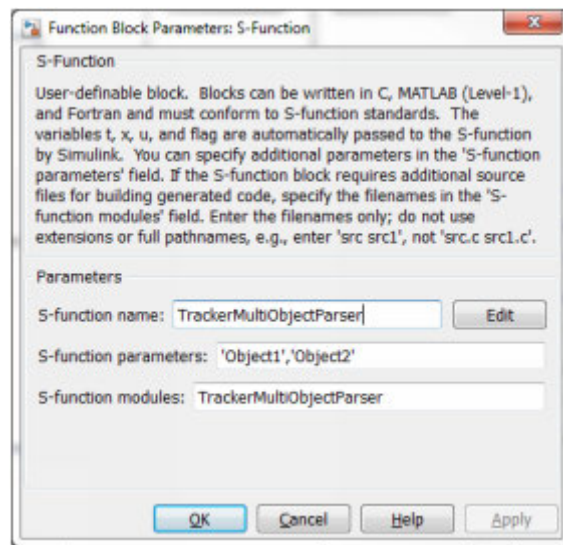 Function Block Parameters: S-Function
S-Function
User-definable block. Blocks can be written in C, MATLAB (Level-1),
and Fortran and must conform to S-function standards. The
variables t, x, u, and flag are automatically passed to the S-function
by Simulink. You can specify additional parameters in the 'S-function
parameters' field. If the S-function block requires additional source
files for building generated code, specify the filenames in the 'S-
function modules' field. Enter the filenames only; do not use
extensions or full pathnames, e.g., enter 'src src1', not 'src.c src1.c'.
Parameters
S-function name: TrackerMultiObjectParser Edit
S-function parameters: 'Object1','Object2'
S-function modules: TrackerMultiObjectParser
OK Cancel Help Apply